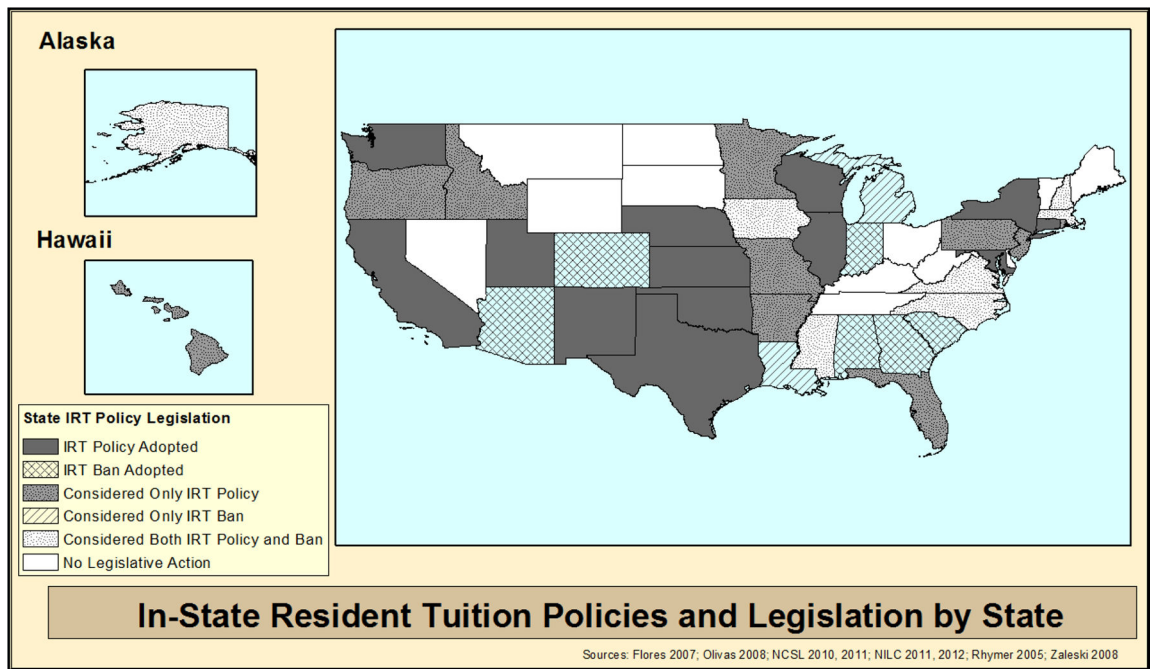 Alaska
Hawaii
State IRT Policy Legislation
IRT Policy Adopted
IRT Ban Adopted
Considered Only IRT Policy
Considered Only IRT Ban
Considered Both IRT Policy and Ban
No Legislative Action
In-State Resident Tuition Policies and Legislation by State
Sources: Flores 2007; Olivas 2008; NCSL 2010, 2011; NILC 2011, 2012; Rhymer 2005; Zaleski 2008